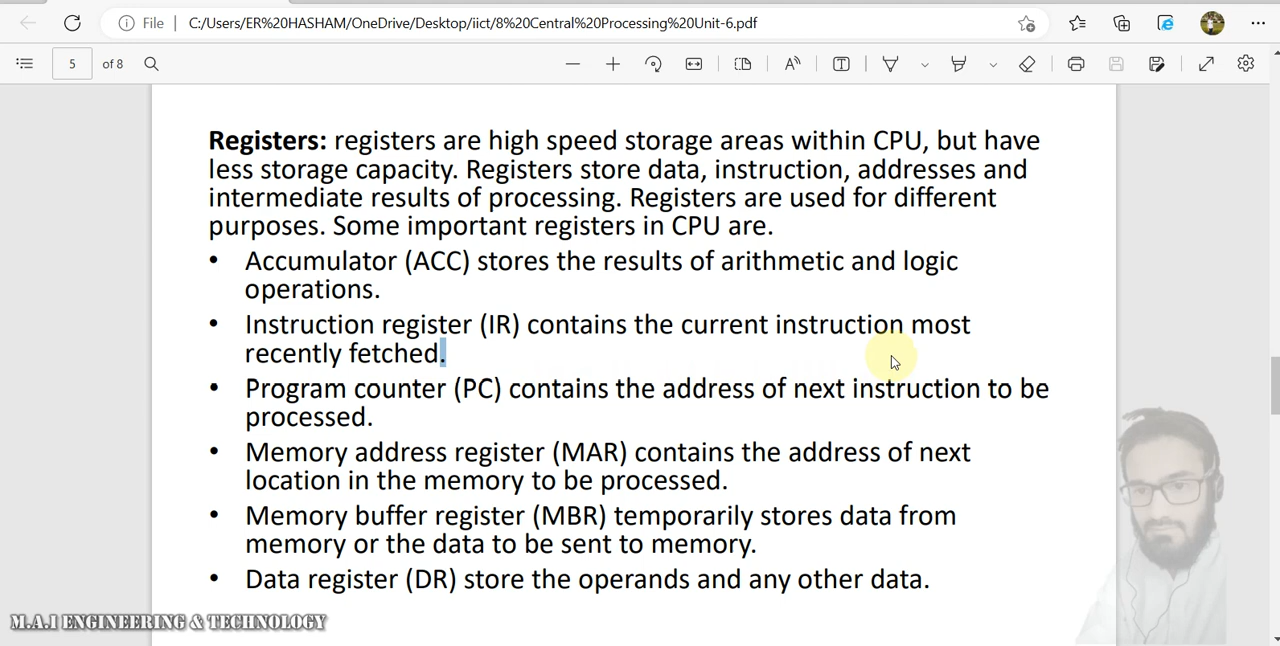 File
C:/Users/ER%20HASHAM/OneDrive/Desktop/iict/8%20Central%20Processing%20Unit-6.pdf
5 of 8
Registers: registers are high speed storage areas within CPU, but have
less storage capacity. Registers store data, instruction, addresses and
intermediate results of processing. Registers are used for different
purposes. Some important registers in CPU are.
• Accumulator (ACC) stores the results of arithmetic and logic
operations.
• Instruction register (IR) contains the current instruction most
recently fetched.
• Program counter (PC) contains the address of next instruction to be
processed.
• Memory address register (MAR) contains the address of next
location in the memory to be processed.
• Memory buffer register (MBR) temporarily stores data from
memory or the data to be sent to memory.
• Data register (DR) store the operands and any other data.
M.A.I ENGINEERING & TECHNOLOGY